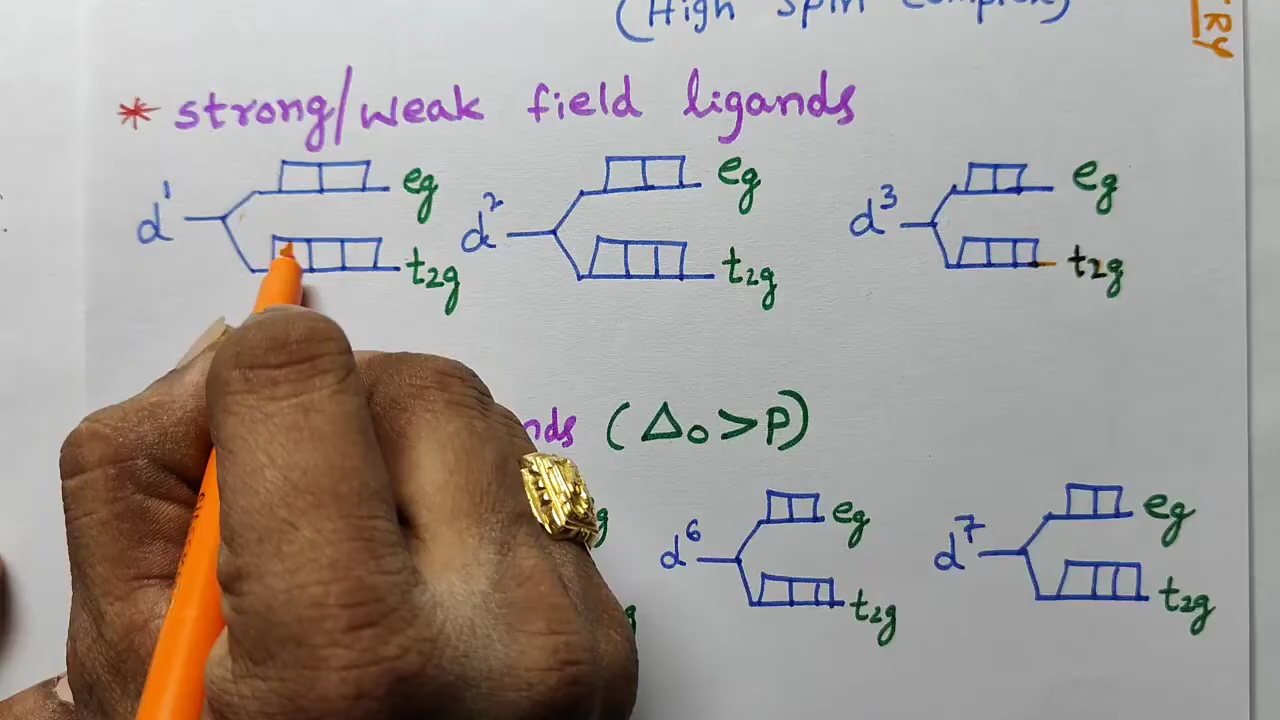 (High Spin Complex)
TRY
* strong/weak field ligands
d¹ eg t₂g
d² eg t₂g
d³ eg t₂g
(Δo > P)
d⁶ eg t₂g
d⁷ eg t₂g